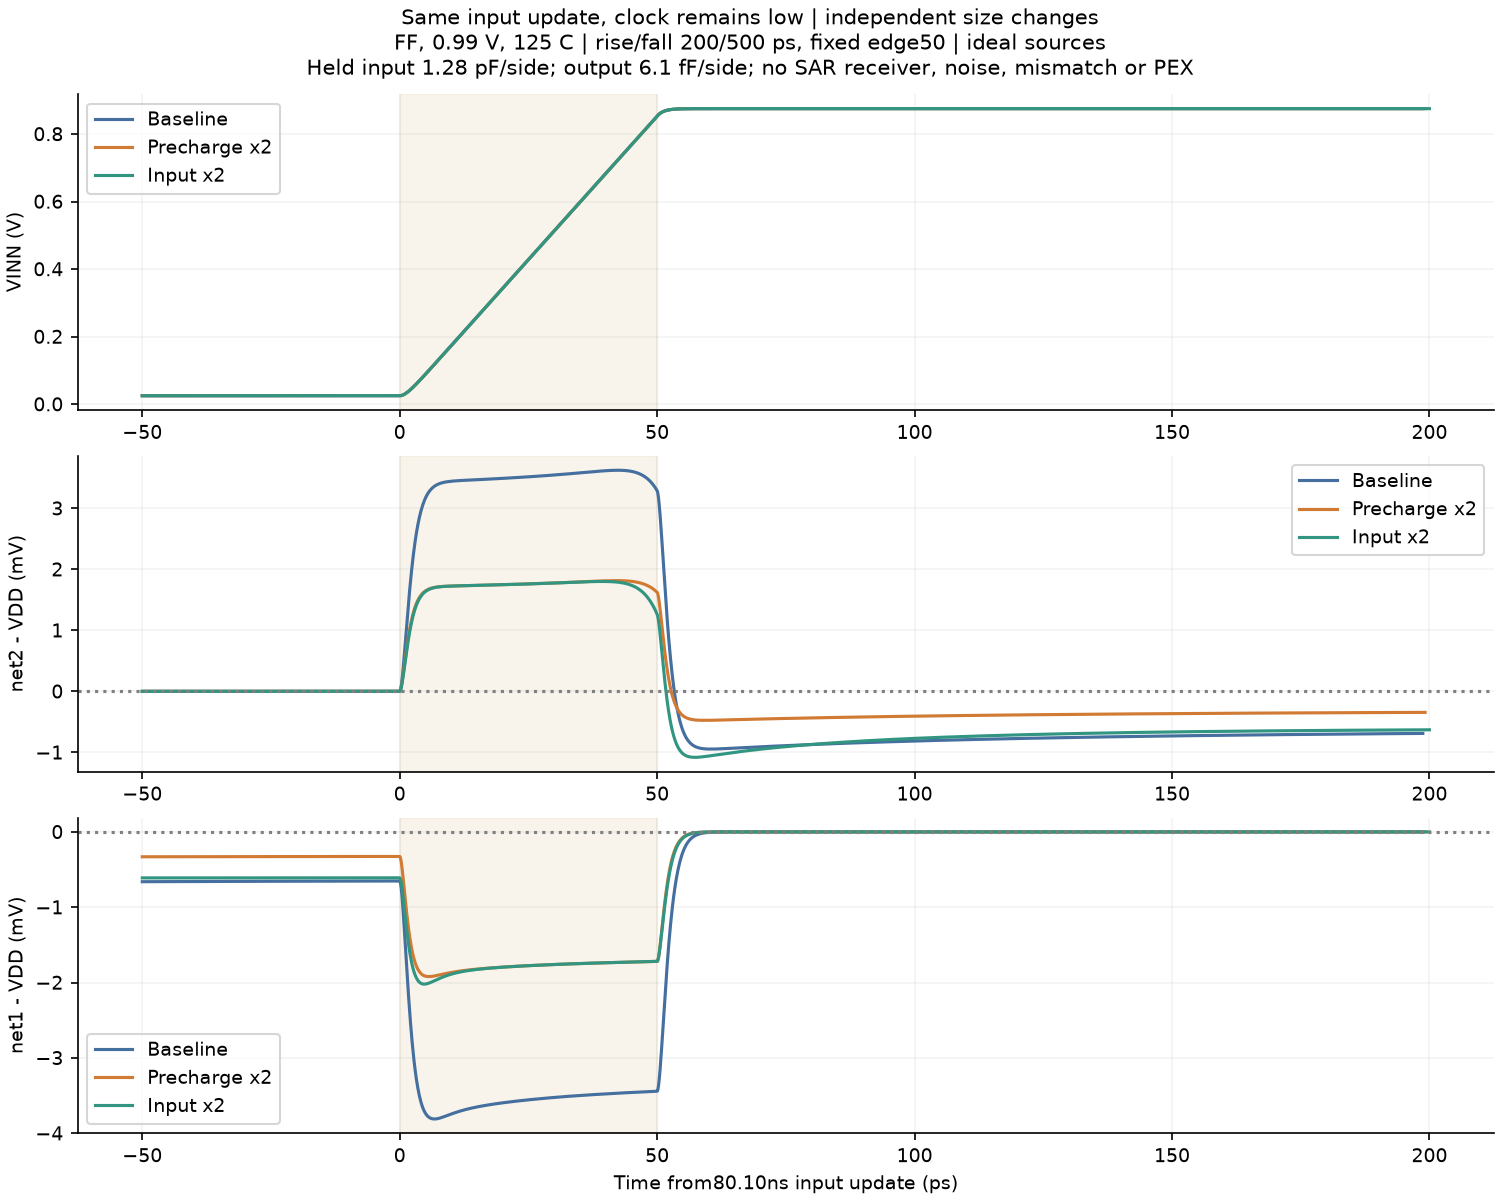 Same input update, clock remains low | independent size changes
FF, 0.99 V, 125 C | rise/fall 200/500 ps, fixed edge50 | ideal sources
Held input 1.28 pF/side; output 6.1 fF/side; no SAR receiver, noise, mismatch or PEX
VINN (V)
0.8
0.6
0.4
0.2
0.0
Baseline
Precharge x2
Input x2
−50
0
50
100
150
200
net2 - VDD (mV)
3
2
1
0
−1
Baseline
Precharge x2
Input x2
−50
0
50
100
150
200
net1 - VDD (mV)
0
−1
−2
−3
−4
Baseline
Precharge x2
Input x2
−50
0
50
100
150
200
Time from80.10ns input update (ps)